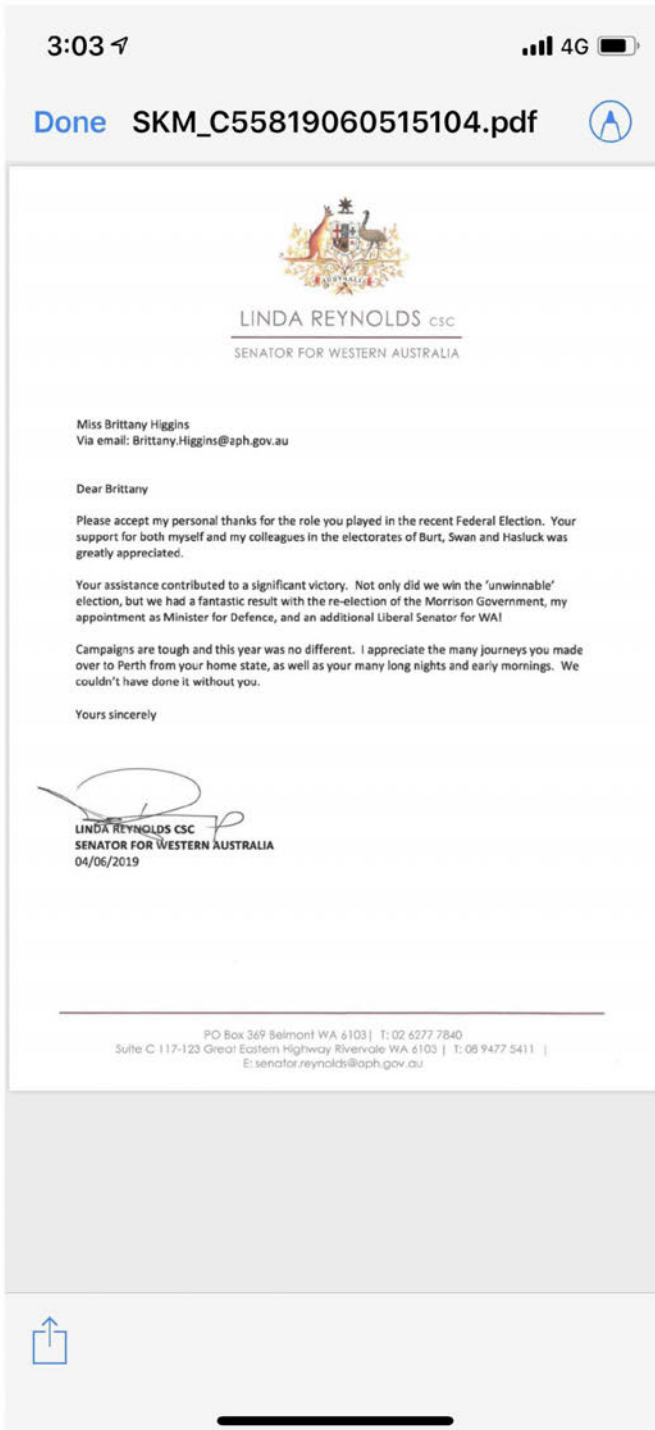 3:03
4G
Done SKM_C55819060515104.pdf
AUSTRALIA
LINDA REYNOLDS CSC
SENATOR FOR WESTERN AUSTRALIA
Miss Brittany Higgins
Via email: Brittany.Higgins@aph.gov.au
Dear Brittany
Please accept my personal thanks for the role you played in the recent Federal Election. Your
support for both myself and my colleagues in the electorates of Burt, Swan and Hasluck was
greatly appreciated.
Your assistance contributed to a significant victory. Not only did we win the 'unwinnable'
election, but we had a fantastic result with the re-election of the Morrison Government, my
appointment as Minister for Defence, and an additional Liberal Senator for WA!
Campaigns are tough and this year was no different. I appreciate the many journeys you made
over to Perth from your home state, as well as your many long nights and early mornings. We
couldn't have done it without you.
Yours sincerely
LINDA REYNOLDS CSC
SENATOR FOR WESTERN AUSTRALIA
04/06/2019
PO Box 369 Belmont WA 6103 | T: 02 6277 7840
Suite C 117-123 Great Eastern Highway Rivervale WA 6103 | T: 08 9477 5411 |
E: senator.reynolds@aph.gov.au